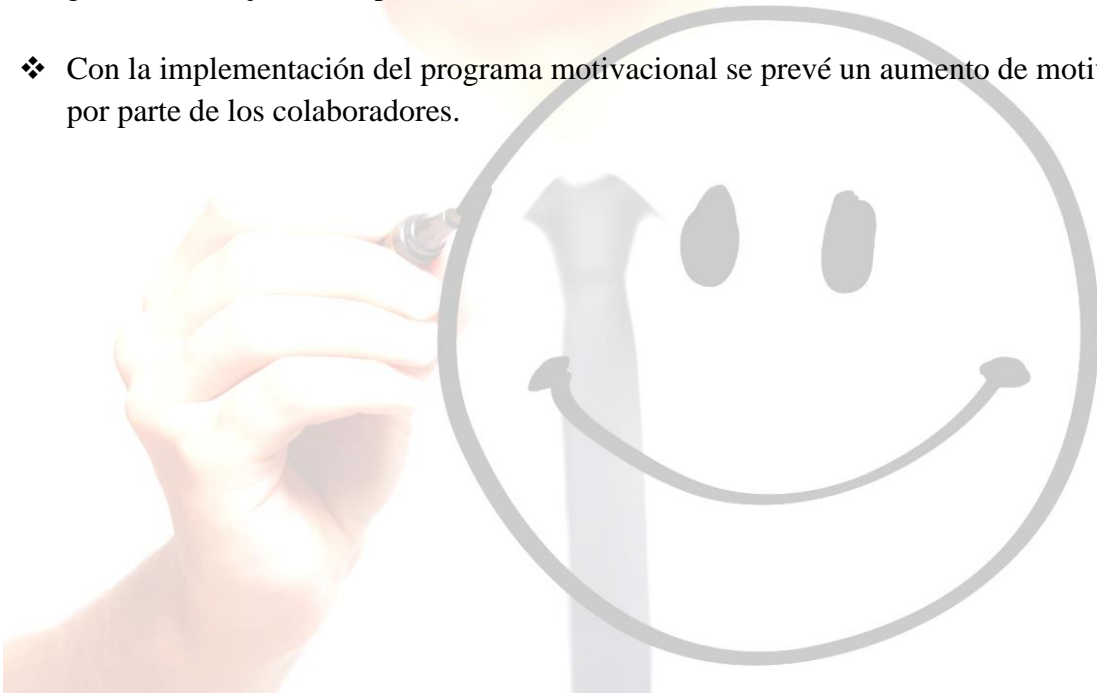 ❖ Con la implementación del programa motivacional se prevé un aumento de
por parte de los colaboradores.